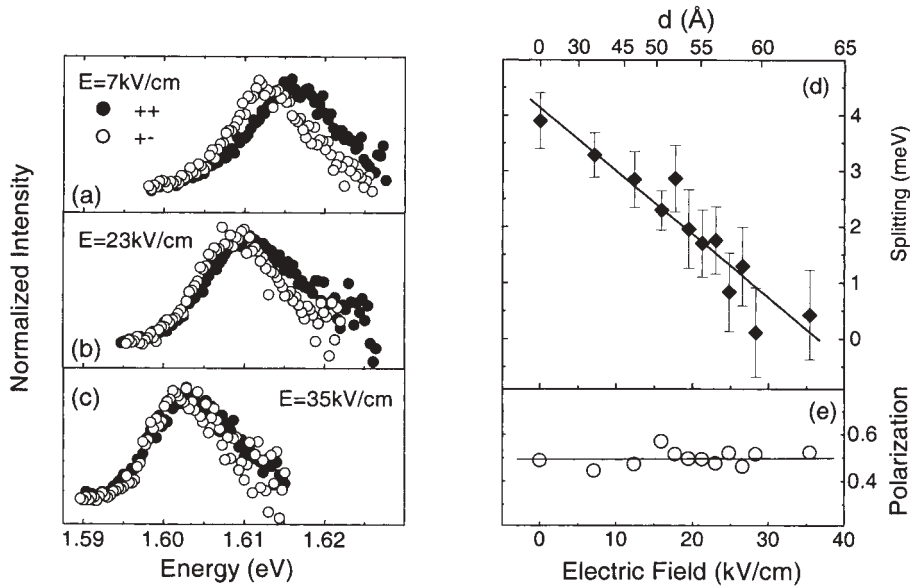 E=7kV/cm
++
+-
(a)
E=23kV/cm
(b)
(c)
E=35kV/cm
1.59 1.60 1.61 1.62
Energy (eV)
Normalized Intensity
d (Å)
0 30 45 50 55 60 65
(d)
4
3
2
1
0
Splitting (meV)
(e)
0.6
0.4
Polarization
0 10 20 30 40
Electric Field (kV/cm)